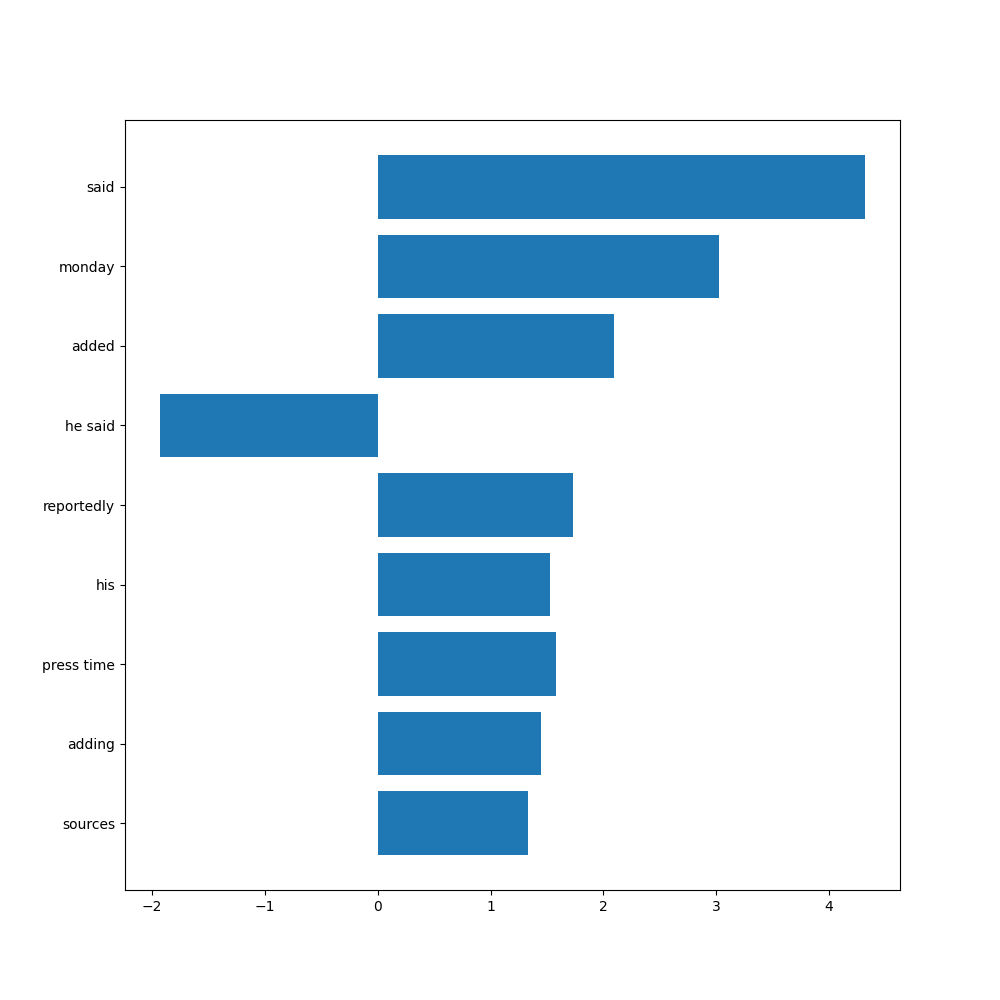 said
monday
added
he said
reportedly
his
press time
adding
sources
−2 −1 0 1 2 3 4